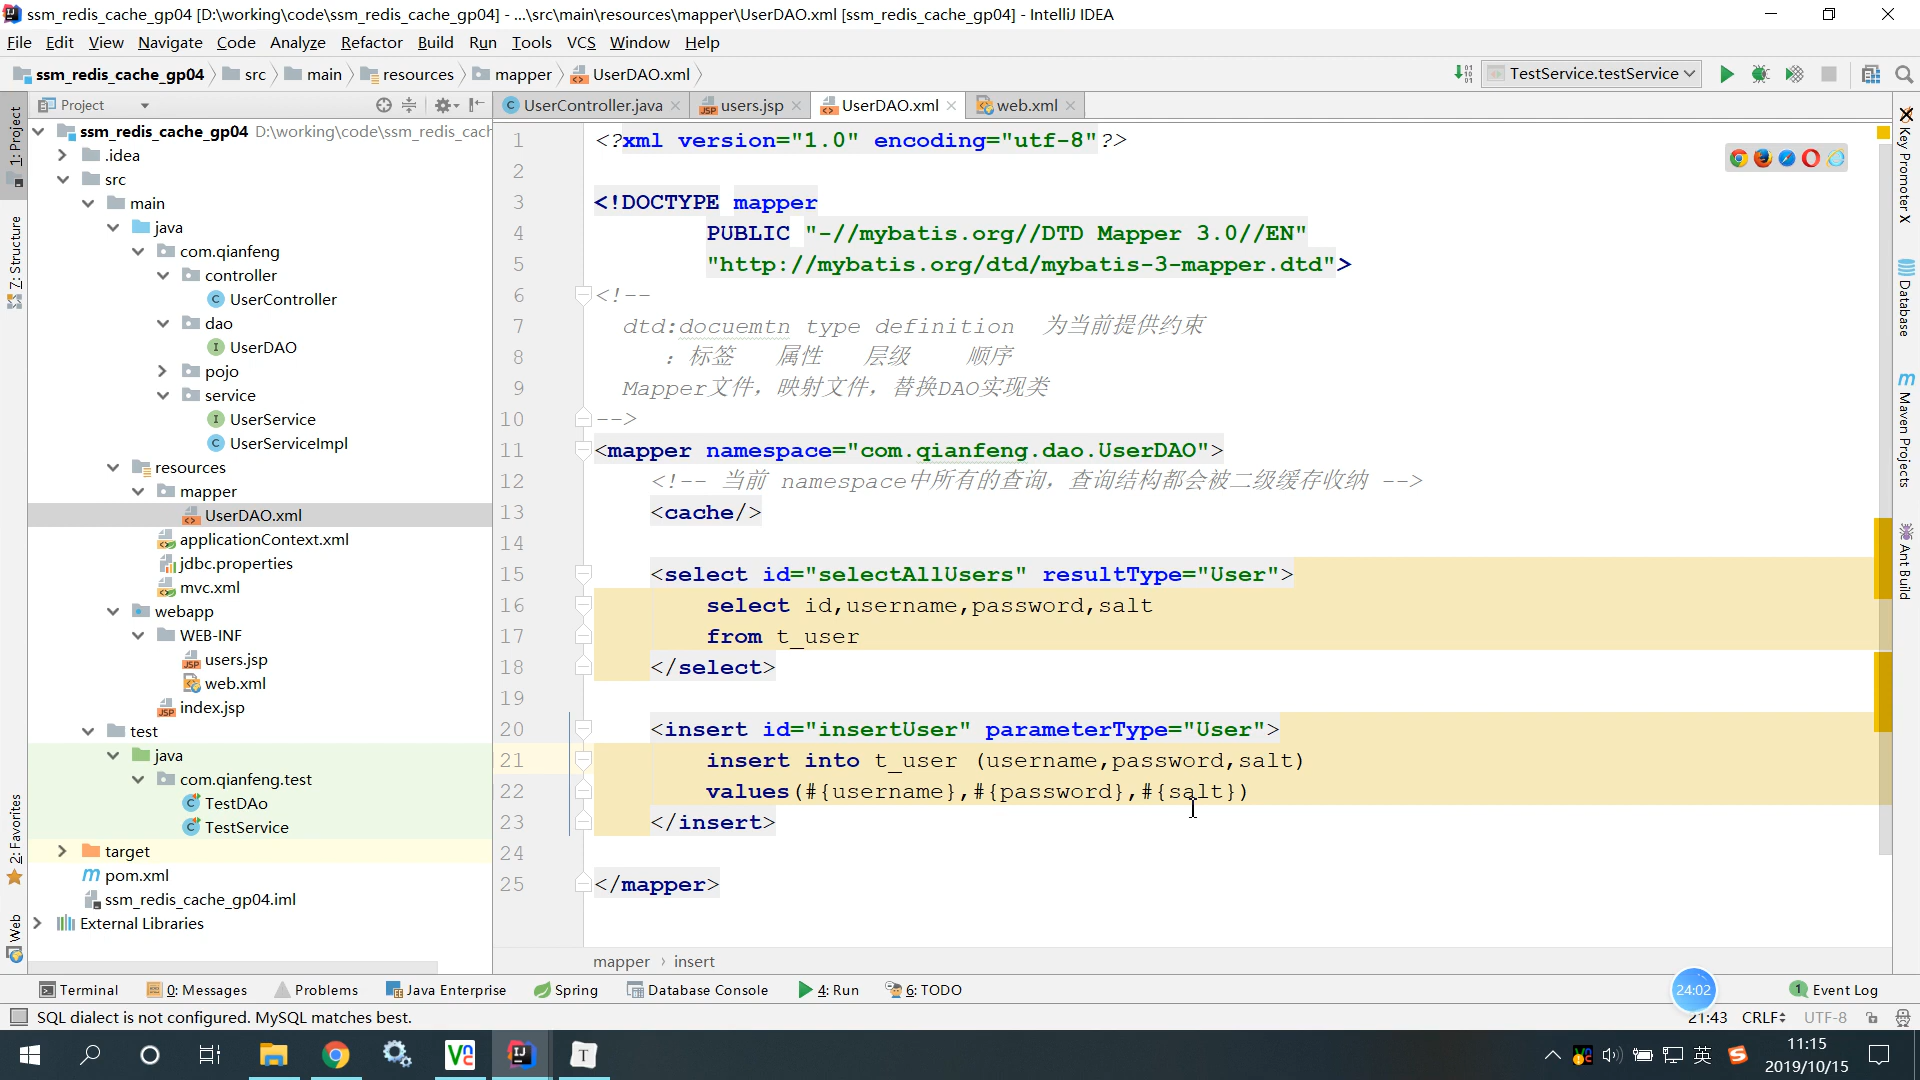 ssm_redis_cache_gp04 [D:\working\code\ssm_redis_cache_gp04] - ...\src\main\resources\mapper\UserDAO.xml [ssm_redis_cache_gp04] - IntelliJ IDEA
File Edit View Navigate Code Analyze Refactor Build Run Tools VCS Window Help
ssm_redis_cache_gp04 src main resources mapper UserDAO.xml TestService.testService
Project
UserController.java users.jsp UserDAO.xml web.xml
ssm_redis_cache_gp04 D:\working\code\ssm_redis_cach
.idea
src
main
java
com.qianfeng
controller
UserController
dao
UserDAO
pojo
service
UserService
UserServiceImpl
resources
mapper
UserDAO.xml
applicationContext.xml
jdbc.properties
mvc.xml
webapp
WEB-INF
users.jsp
web.xml
index.jsp
test
java
com.qianfeng.test
TestDAo
TestService
target
pom.xml
ssm_redis_cache_gp04.iml
External Libraries
1: Project
7: Structure
2: Favorites
Web
1 <?xml version="1.0" encoding="utf-8"?>
2
3 <!DOCTYPE mapper
4 PUBLIC "-//mybatis.org//DTD Mapper 3.0//EN"
5 "http://mybatis.org/dtd/mybatis-3-mapper.dtd">
6 <!--
7 dtd:docuemtn type definition 为当前提供约束
8 : 标签 属性 层级 顺序
9 Mapper文件，映射文件，替换DAO实现类
10 -->
11 <mapper namespace="com.qianfeng.dao.UserDAO">
12 <!-- 当前 namespace中所有的查询，查询结构都会被二级缓存收纳 -->
13 <cache/>
14
15 <select id="selectAllUsers" resultType="User">
16 select id,username,password,salt
17 from t_user
18 </select>
19
20 <insert id="insertUser" parameterType="User">
21 insert into t_user (username,password,salt)
22 values(#{username},#{password},#{salt})
23 </insert>
24
25 </mapper>
mapper › insert
Key Promoter X
Database
Maven Projects
Ant Build
Terminal 0: Messages Problems Java Enterprise Spring Database Console 4: Run 6: TODO 24:02 1 Event Log
SQL dialect is not configured. MySQL matches best. 21:43 CRLF UTF-8
英 11:15
2019/10/15